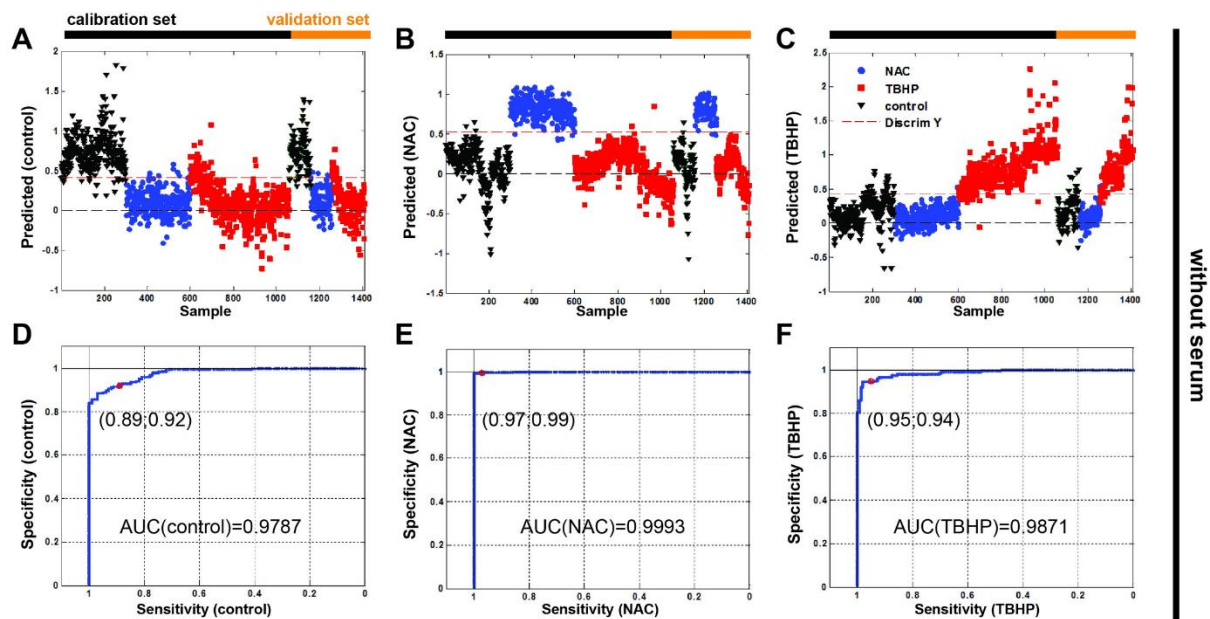 calibration set validation set
A
Predicted (control)
2
1.5
1
0.5
0
0.5
1
200 400 600 800 1000 1200 1400
Sample
calibration set validation set
B
Predicted (NAC)
1.5
1
0.5
0
-0.5
-1
-1.5
200 400 600 800 1000 1200 1400
C
Predicted (TBHP)
2.5
2
1.5
1
0.5
0
-0.5
-1
200 400 600 800 1000 1200 1400
Sample
NAC
TBHP
control
Discrim Y
without serum
D
Specificity (control)
1
0.8
0.6
0.4
0.2
0
(0.89;0.92)
AUC(control)=0.9787
1 0.8 0.6 0.4 0.2 0
Sensitivity (control)
E
Specificity (NAC)
1
0.8
0.6
0.4
0.2
0
(0.97;0.99)
AUC(NAC)=0.9993
1 0.8 0.6 0.4 0.2 0
Sensitivity (NAC)
F
Specificity (TBHP)
1
0.8
0.6
0.4
0.2
0
(0.95;0.94)
AUC(TBHP)=0.9871
1 0.8 0.6 0.4 0.2 0
Sensitivity (TBHP)